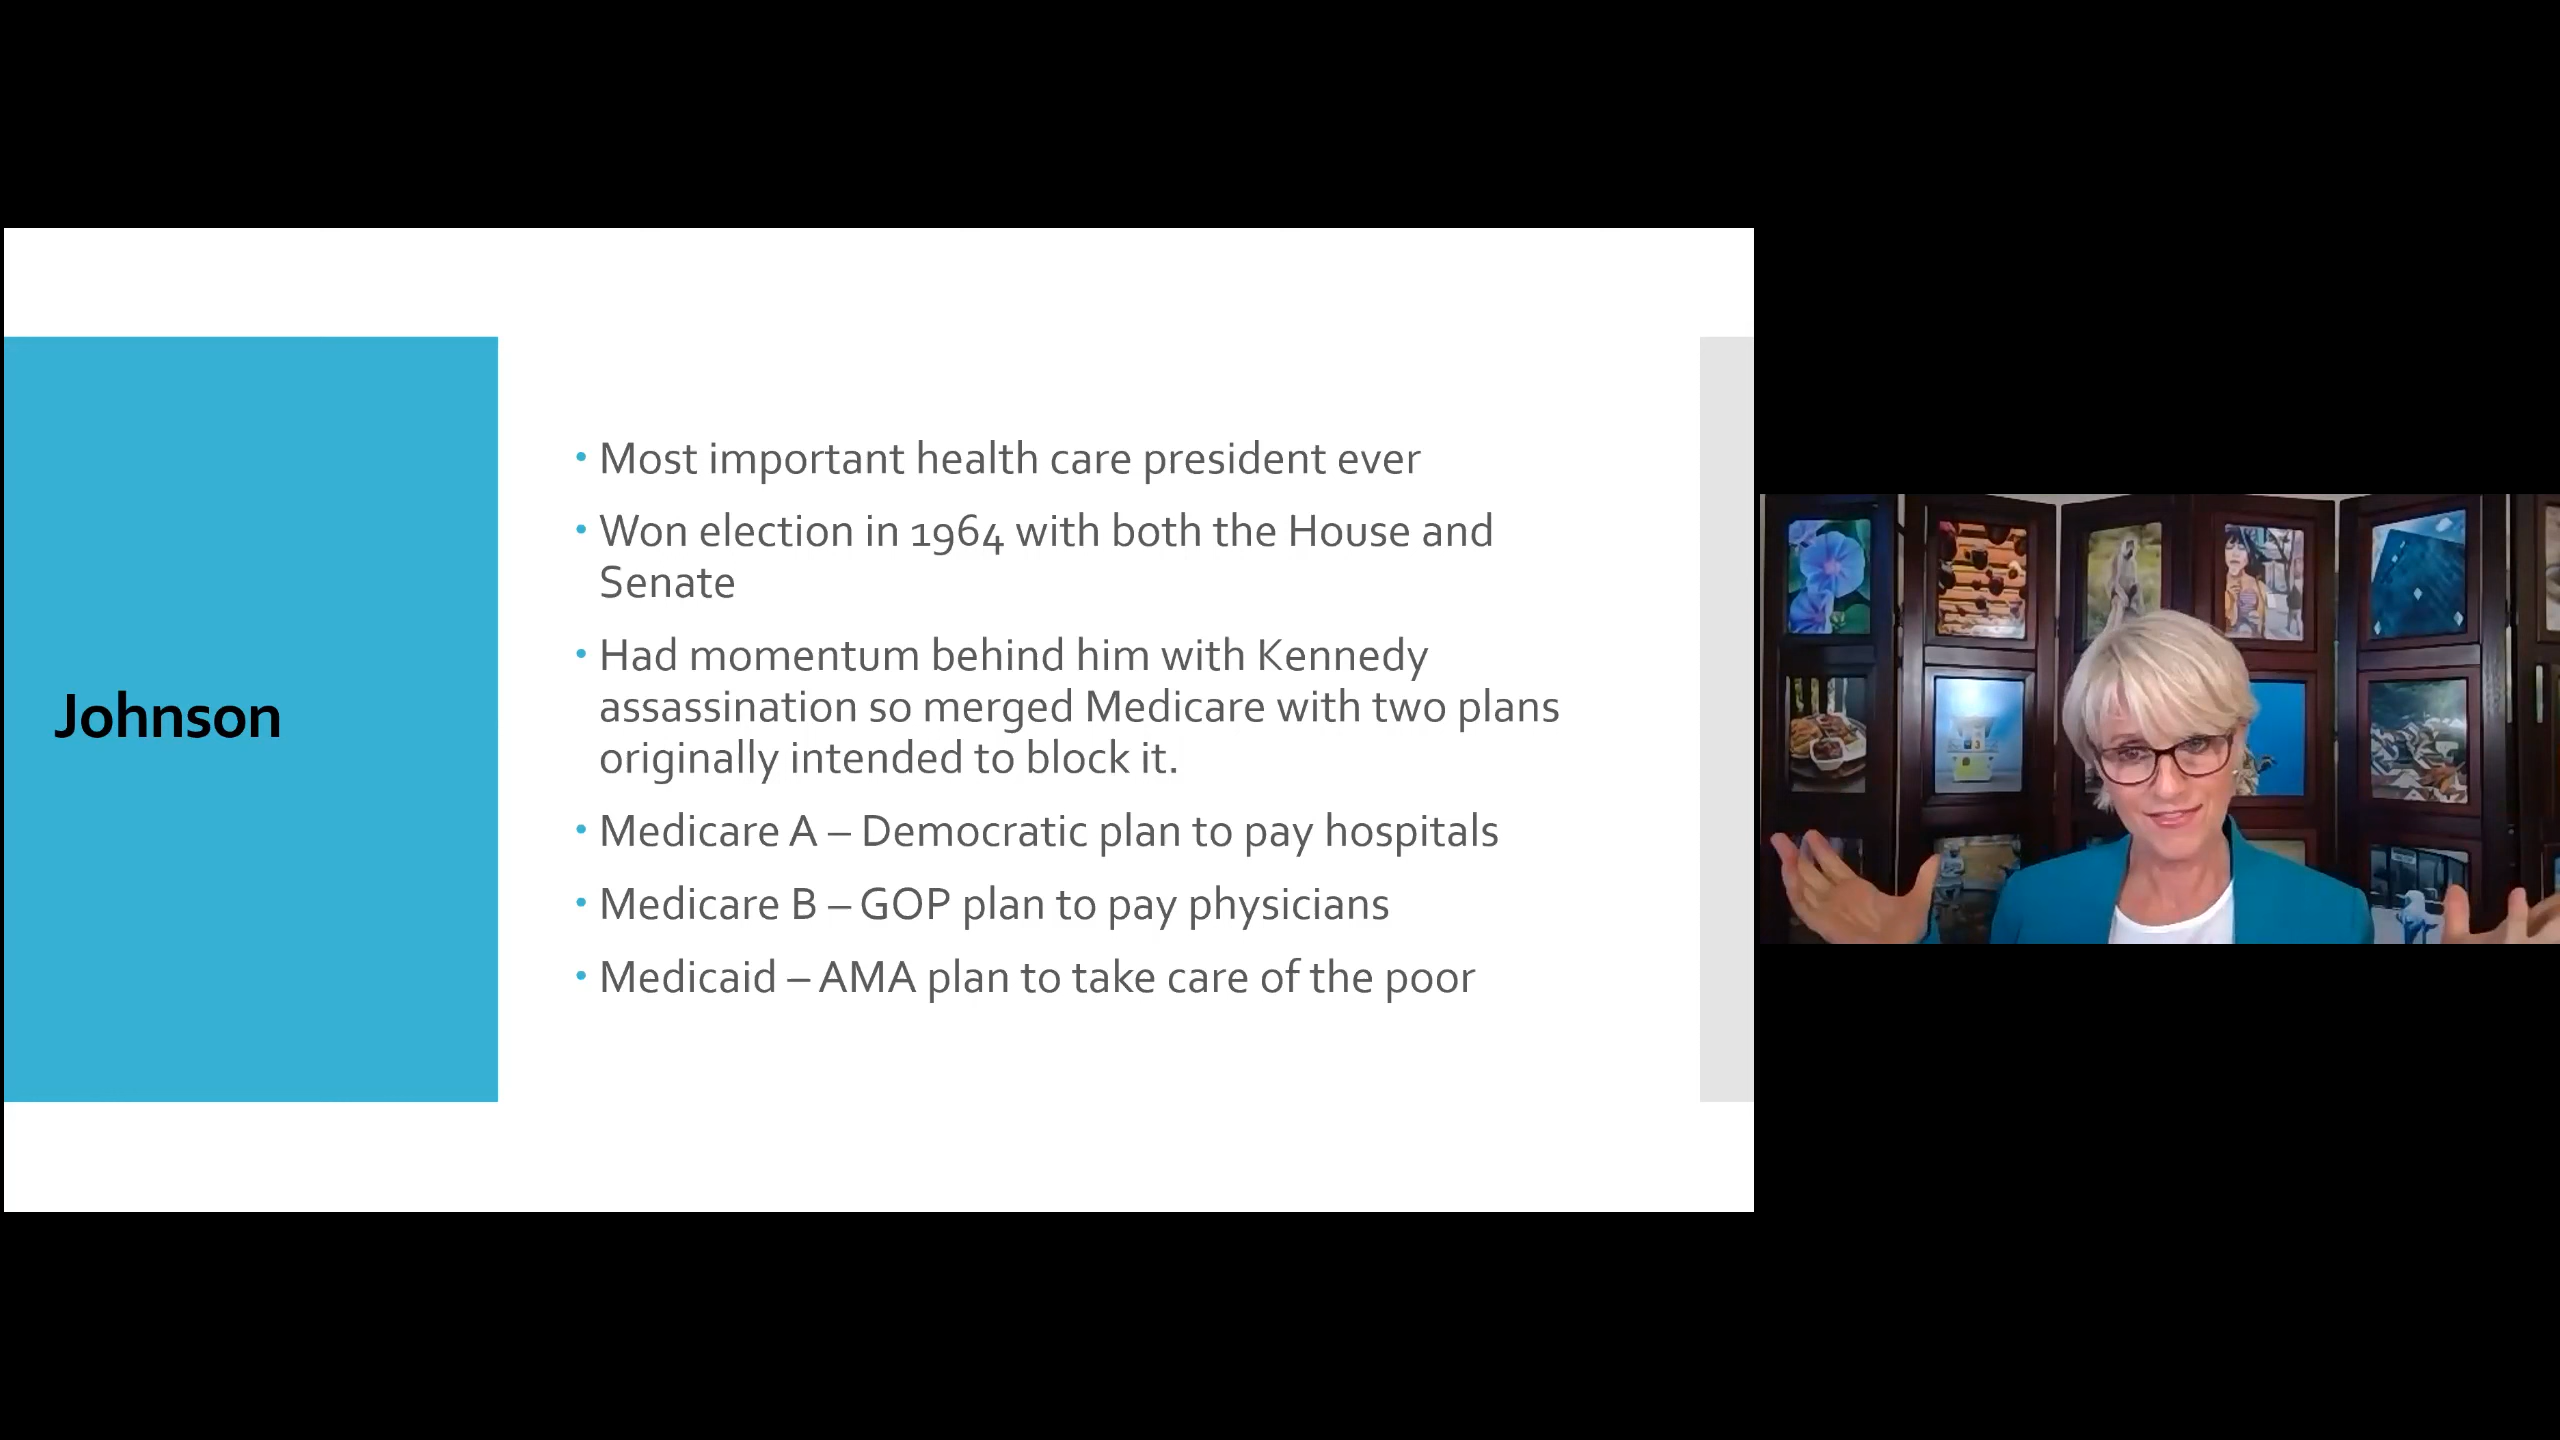 Johnson
• Most important health care president ever
• Won election in 1964 with both the House and
Senate
• Had momentum behind him with Kennedy
assassination so merged Medicare with two plans
originally intended to block it.
• Medicare A – Democratic plan to pay hospitals
• Medicare B – GOP plan to pay physicians
• Medicaid – AMA plan to take care of the poor